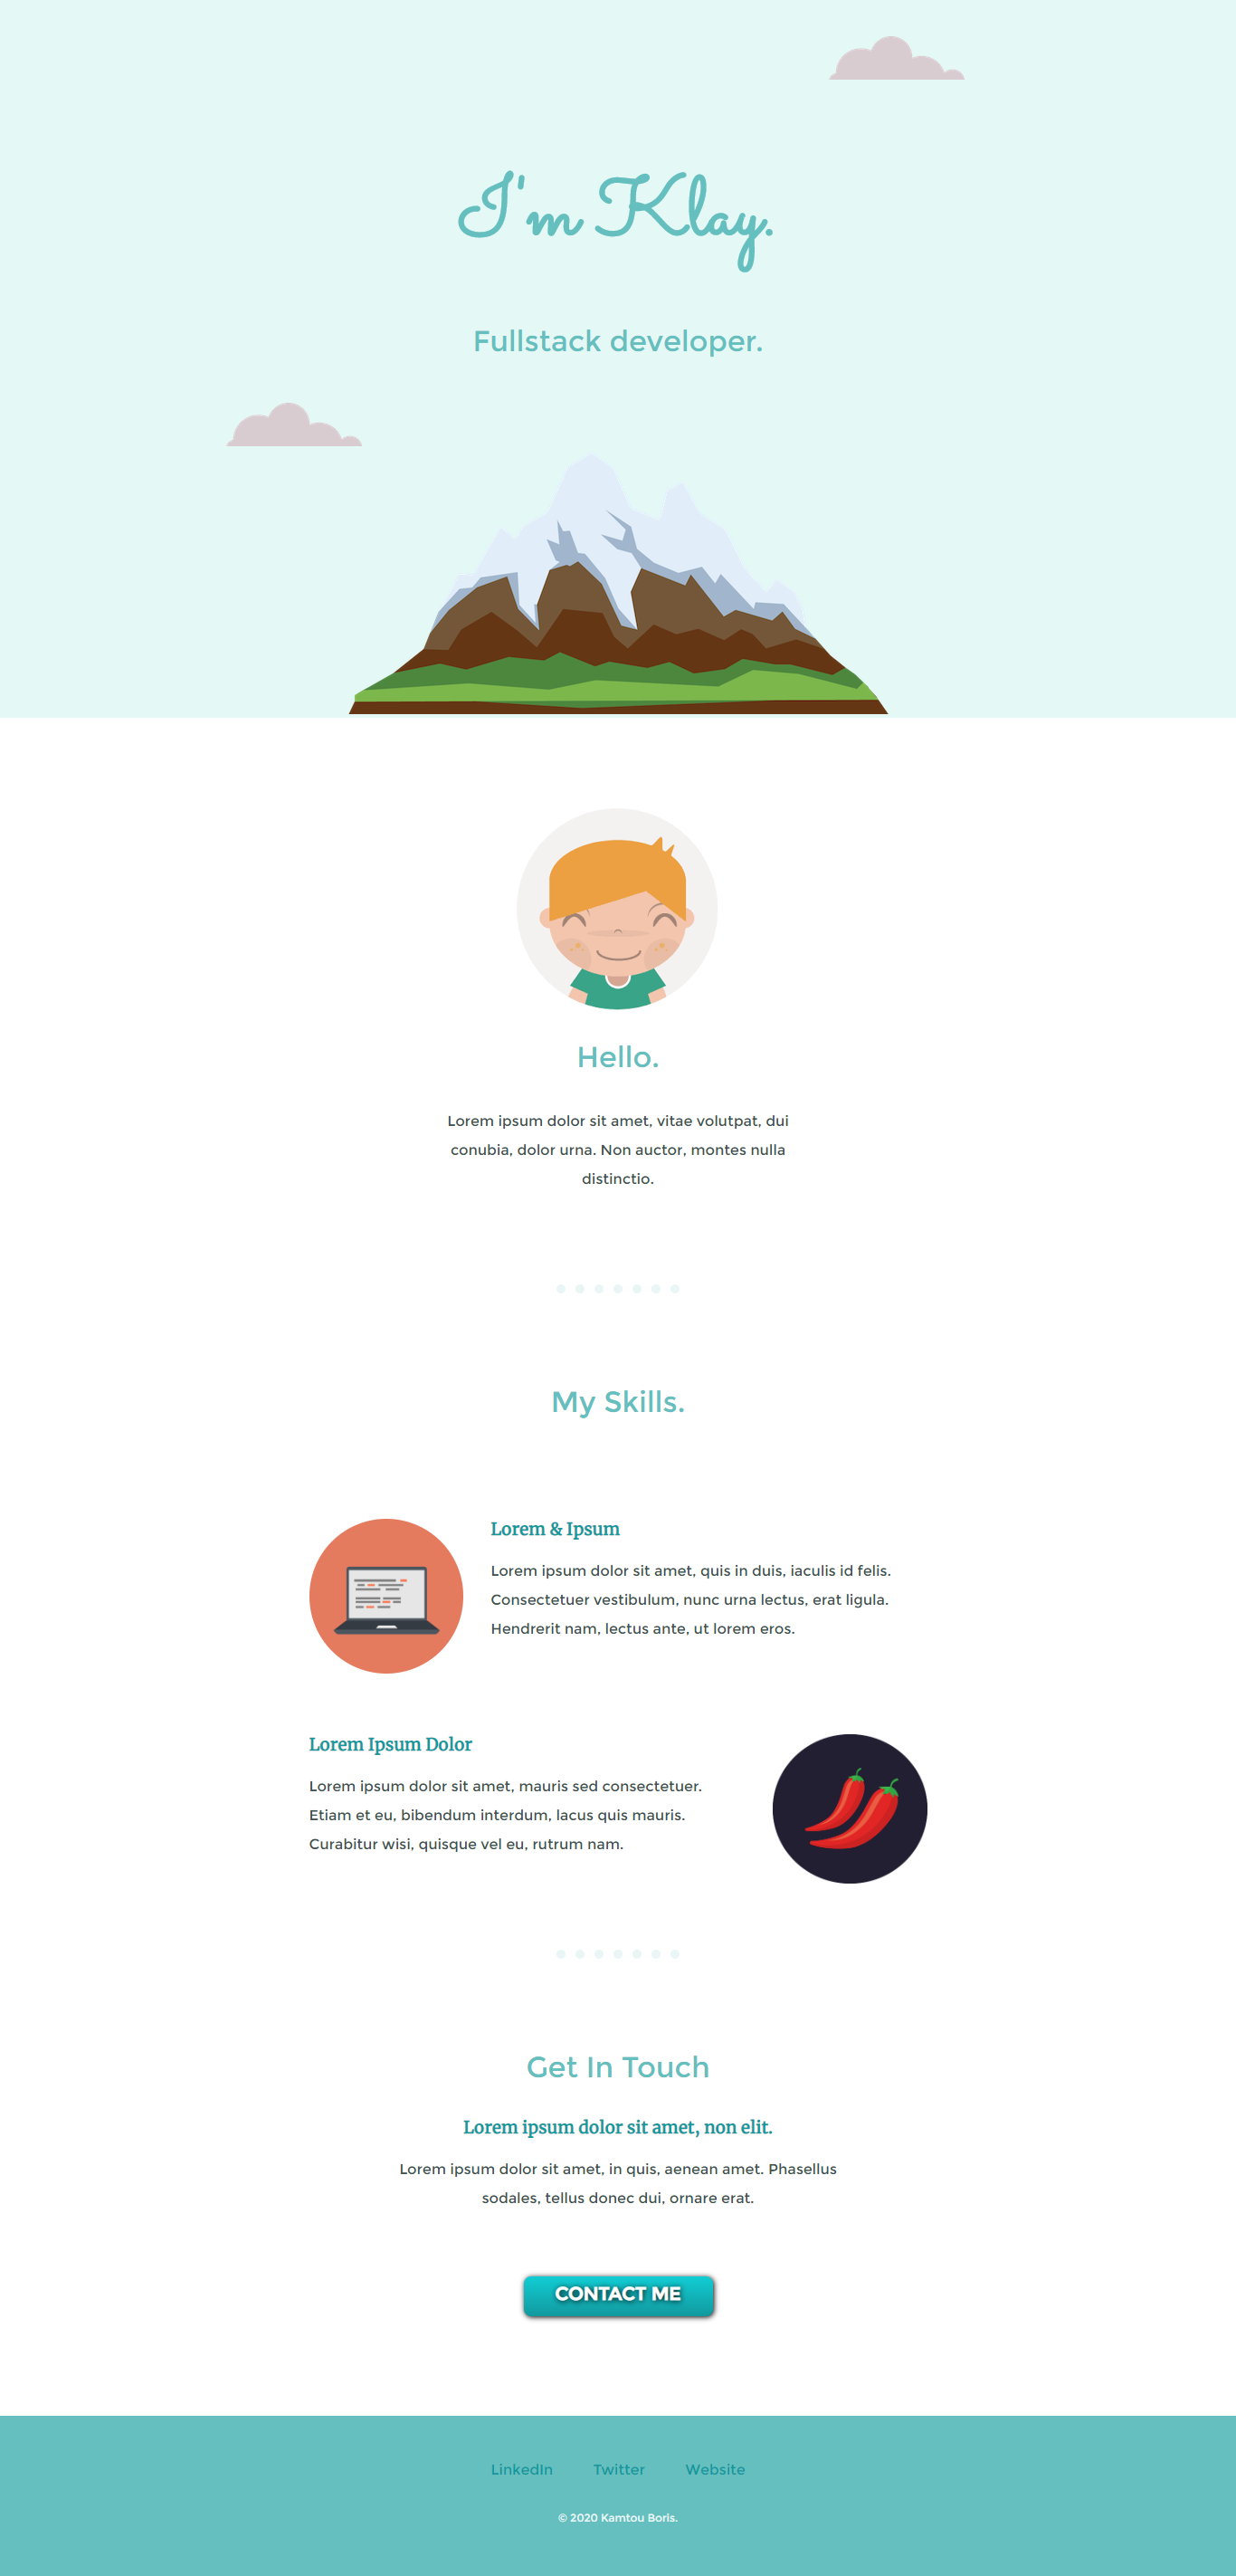 I'm Klay.
Fullstack developer.
Hello.
Lorem ipsum dolor sit amet, vitae volutpat, dui
conubia, dolor urna. Non auctor, montes nulla
distinctio.
My Skills.
Lorem & Ipsum
Lorem ipsum dolor sit amet, quis in duis, iaculis id felis.
Consectetuer vestibulum, nunc urna lectus, erat ligula.
Hendrerit nam, lectus ante, ut lorem eros.
Lorem Ipsum Dolor
Lorem ipsum dolor sit amet, mauris sed consectetuer.
Etiam et eu, bibendum interdum, lacus quis mauris.
Curabitur wisi, quisque vel eu, rutrum nam.
Get In Touch
Lorem ipsum dolor sit amet, non elit.
Lorem ipsum dolor sit amet, in quis, aenean amet. Phasellus
sodales, tellus donec dui, ornare erat.
CONTACT ME
LinkedIn Twitter Website
© 2020 Kamtou Boris.